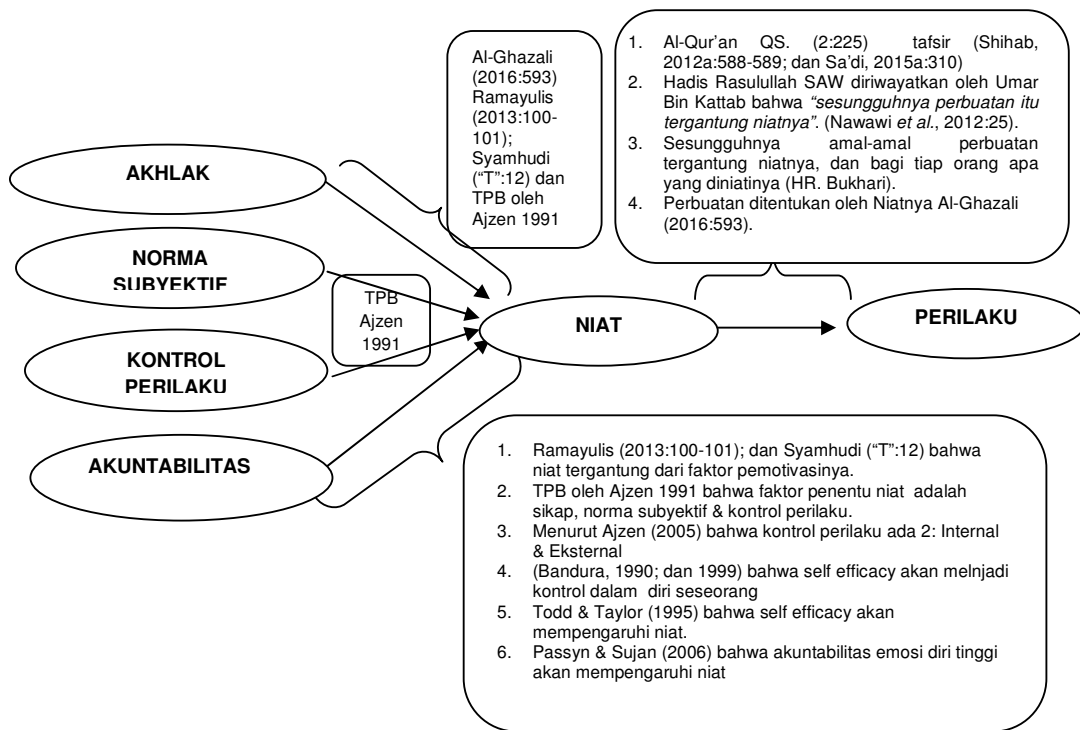 Al-Ghazali
(2016:593)
Ramayulis
(2013:100-
101);
Syamhudi
(“T”:12) dan
TPB oleh
Ajzen 1991
1. Al-Qur'an QS. (2:225) tafsir (Shihab,
2012a:588-589; dan Sa'di, 2015a:310)
2. Hadis Rasulullah SAW diriwayatkan oleh Umar
Bin Kattab bahwa “sesungguhnya perbuatan itu
tergantung niatnya”. (Nawawi et al., 2012:25).
3. Sesungguhnya amal-amal perbuatan
tergantung niatnya, dan bagi tiap orang apa
yang diniatinya (HR. Bukhari).
4. Perbuatan ditentukan oleh Niatnya Al-Ghazali
(2016:593).
AKHLAK
NORMA
SUBYEKTIF
KONTROL
PERILAKU
AKUNTABILITAS
TPB
Ajzen
1991
NIAT
PERILAKU
1. Ramayulis (2013:100-101); dan Syamhudi (“T”:12) bahwa
niat tergantung dari faktor pemotivasinya.
2. TPB oleh Ajzen 1991 bahwa faktor penentu niat adalah
sikap, norma subyektif & kontrol perilaku.
3. Menurut Ajzen (2005) bahwa kontrol perilaku ada 2: Internal
& Eksternal
4. (Bandura, 1990; dan 1999) bahwa self efficacy akan melnjadi
kontrol dalam diri seseorang
5. Todd & Taylor (1995) bahwa self efficacy akan
mempengaruhi niat.
6. Passyn & Sujan (2006) bahwa akuntabilitas emosi diri tinggi
akan mempengaruhi niat